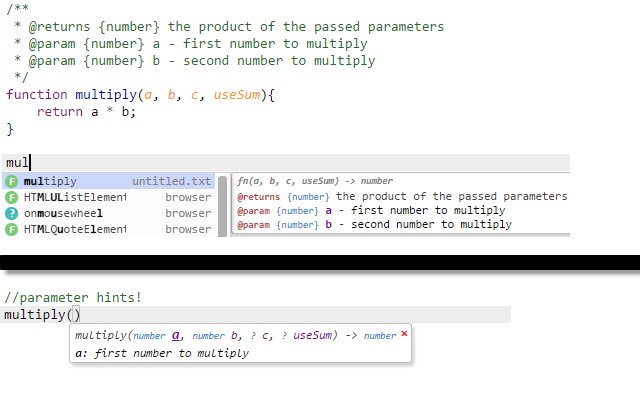 /**
 * @returns {number} the product of the passed parameters
 * @param {number} a - first number to multiply
 * @param {number} b - second number to multiply
 */
function multiply(a, b, c, useSum){
    return a * b;
}
mul
F multiply untitled.txt
F HTMLUListElement browser
? onmousewheel browser
F HTMLQuoteElement browser
fn(a, b, c, useSum) -> number
@returns {number} the product of the passed parameters
@param {number} a - first number to multiply
@param {number} b - second number to multiply
//parameter hints!
multiply()
multiply(number a, number b, ? c, ? useSum) -> number ×
a: first number to multiply